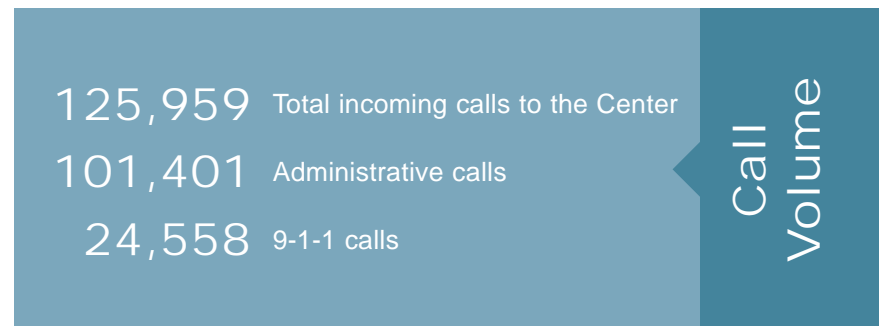 125,959 Total incoming calls to the Center
101,401 Administrative calls
24,558 9-1-1 calls
Call
Volume